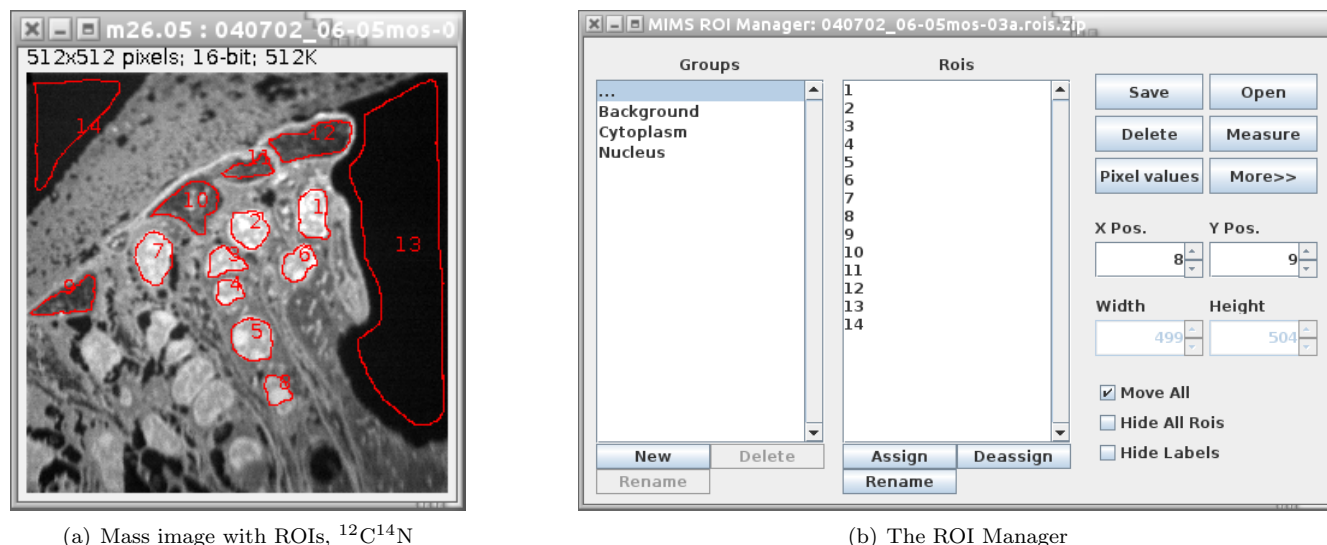 m26.05 : 040702_06-05mos-0
512x512 pixels; 16-bit; 512K
14
12
11
10
1
2
13
7
3
6
4
9
5
8
(a) Mass image with ROIs, ¹²C¹⁴N
MIMS ROI Manager: 040702_06-05mos-03a.rois.zip
Groups
...
Background
Cytoplasm
Nucleus
New
Delete
Rename
Rois
1
2
3
4
5
6
7
8
9
10
11
12
13
14
Assign
Deassign
Rename
Save
Open
Delete
Measure
Pixel values
More>>
X Pos.
Y Pos.
8
9
Width
Height
499
504
Move All
Hide All Rois
Hide Labels
(b) The ROI Manager